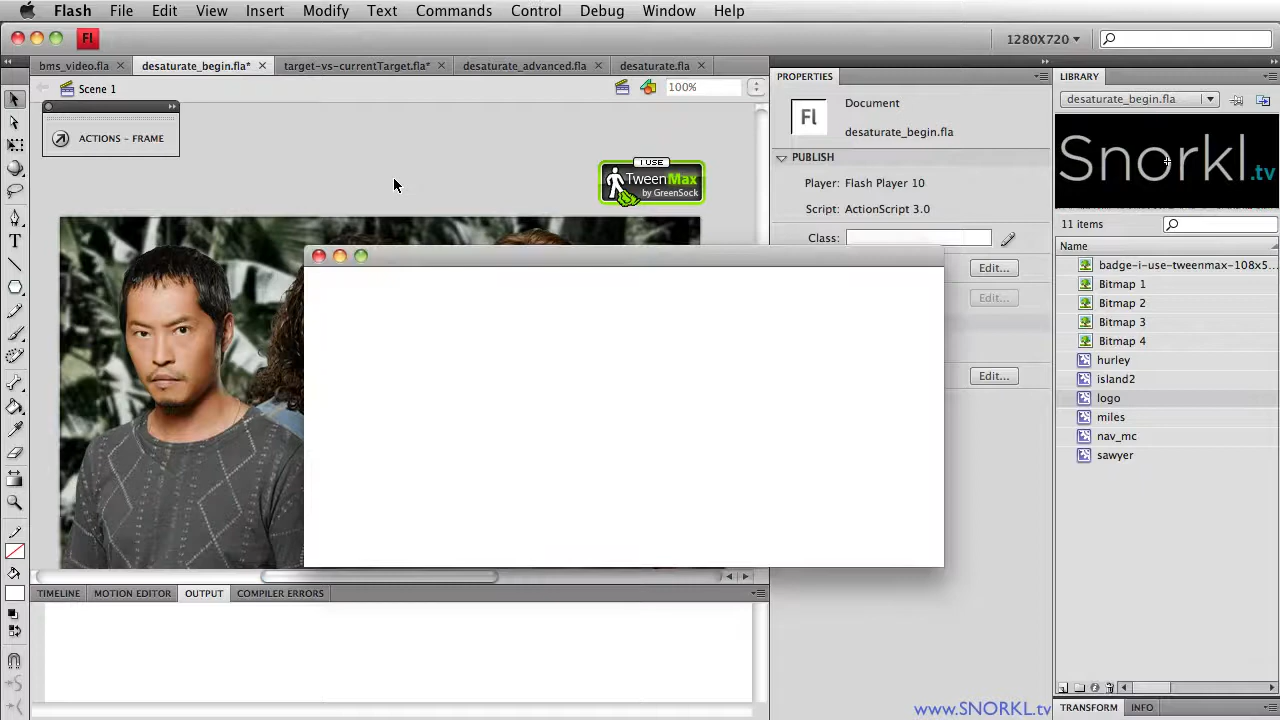 Flash File Edit View Insert Modify Text Commands Control Debug Window Help
Fl 1280X720
bms_video.fla desaturate_begin.fla* target-vs-currentTarget.fla* desaturate_advanced.fla desaturate.fla
Scene 1 100%
ACTIONS – FRAME
I USE
TweenMax
by GreenSock
PROPERTIES
Fl
Document
desaturate_begin.fla
PUBLISH
Player: Flash Player 10
Script: ActionScript 3.0
Class:
Edit...
Edit...
Edit...
LIBRARY
desaturate_begin.fla
Snorkl.tv
11 items
Name
badge-i-use-tweenmax-108x5...
Bitmap 1
Bitmap 2
Bitmap 3
Bitmap 4
hurley
island2
logo
miles
nav_mc
sawyer
TIMELINE MOTION EDITOR OUTPUT COMPILER ERRORS
www.SNORKL.tv
TRANSFORM INFO